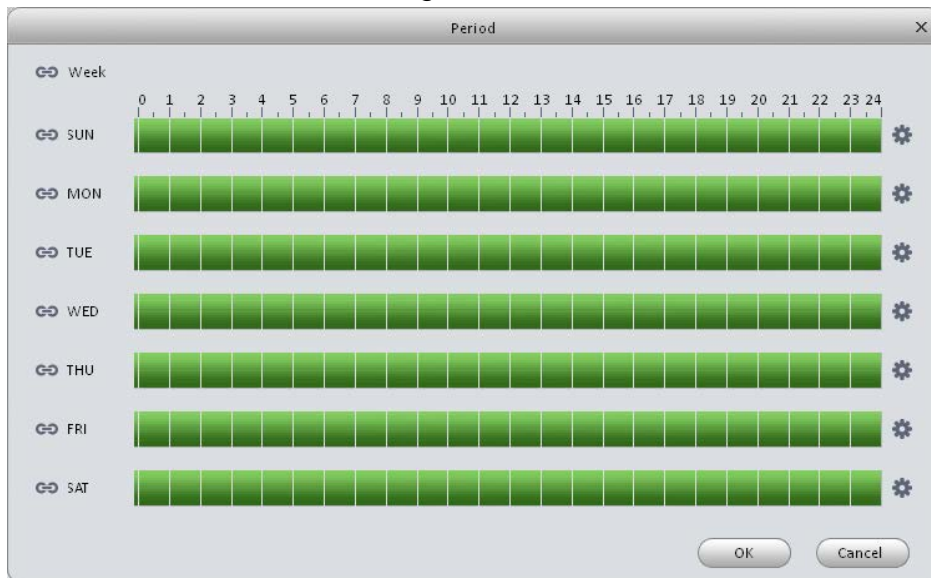 Period
Week
0 1 2 3 4 5 6 7 8 9 10 11 12 13 14 15 16 17 18 19 20 21 22 23 24
SUN
MON
TUE
WED
THU
FRI
SAT
OK Cancel